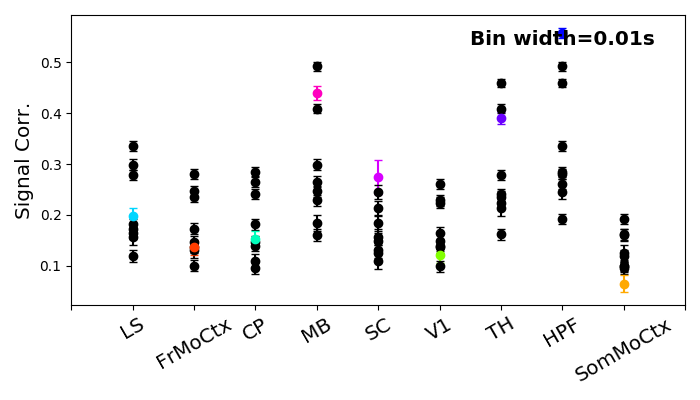 Bin width=0.01s
Signal Corr.
0.5
0.4
0.3
0.2
0.1
LS
FrMoCtx
CP
MB
SC
V1
TH
HPF
SomMoCtx